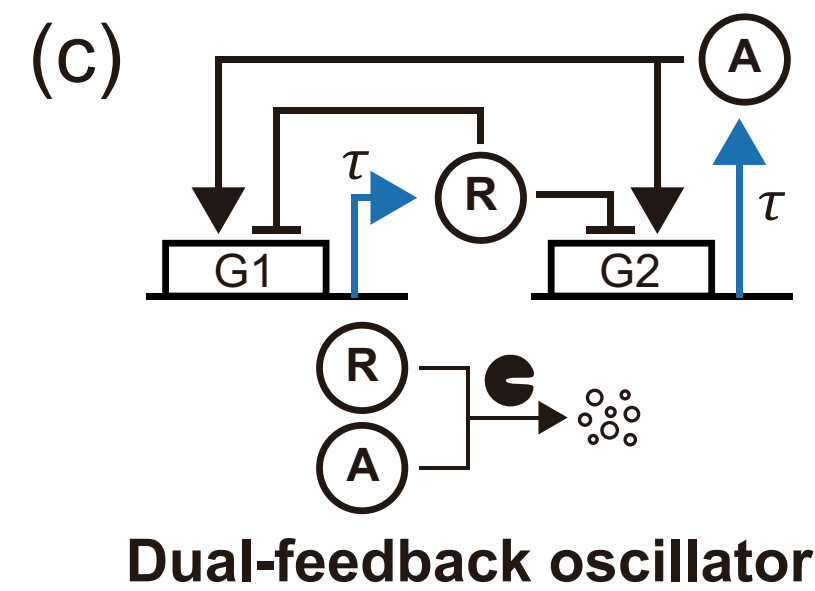 (c)
A
τ
R
τ
G1
G2
R
A
Dual-feedback oscillator